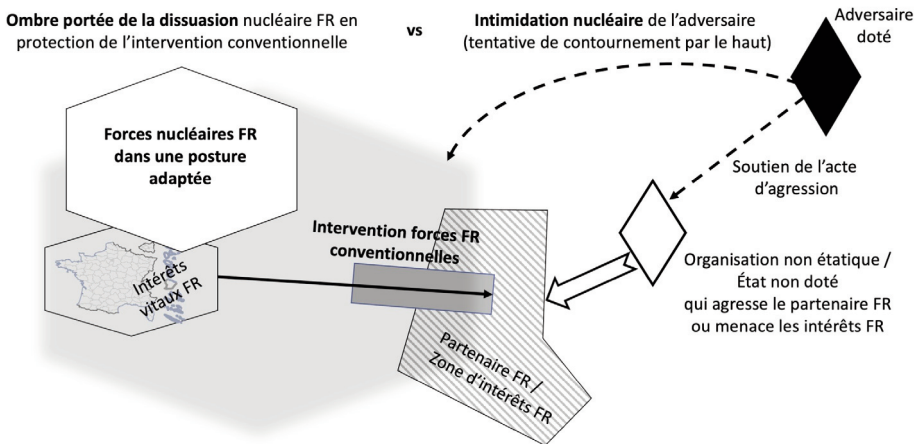 Ombre portée de la dissuasion nucléaire FR en
protection de l'intervention conventionnelle
vs
Intimidation nucléaire de l'adversaire
(tentative de contournement par le haut)
Adversaire
doté
Forces nucléaires FR
dans une posture
adaptée
Soutien de l'acte
d'agression
Intervention forces FR
conventionnelles
Intérêts
vitaux FR
Organisation non étatique /
État non doté
qui agresse le partenaire FR
ou menace les intérêts FR
Partenaire FR /
Zone d'intérêts FR